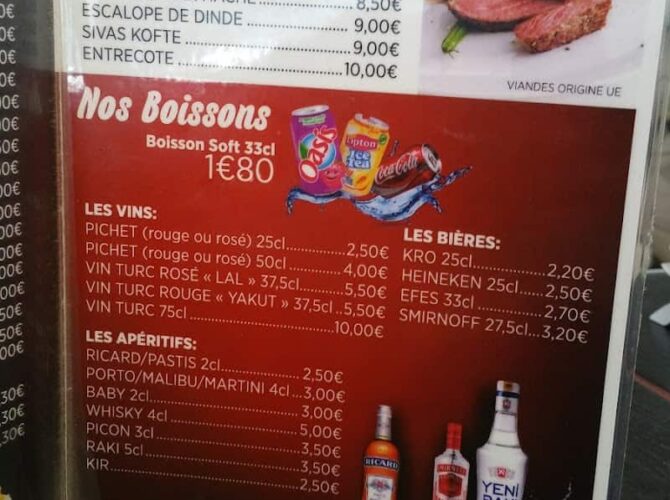 8,50€
ESCALOPE DE DINDE ............ 9,00€
SIVAS KOFTE ............ 9,00€
ENTRECOTE ............ 10,00€
VIANDES ORIGINE UE
Nos Boissons
Boisson Soft 33cl
1€80
Oasis
Lipton
ICE TEA
Coca-Cola
LES VINS:
PICHET (rouge ou rosé) 25cl ............ 2,50€
PICHET (rouge ou rosé) 50cl ............ 4,00€
VIN TURC ROSÉ « LAL » 37,5cl ............ 5,50€
VIN TURC ROUGE « YAKUT » 37,5cl .. 5,50€
VIN TURC 75cl ............ 10,00€
LES BIÈRES:
KRO 25cl ............ 2,20€
HEINEKEN 25cl ...... 2,50€
EFES 33cl ............ 2,70€
SMIRNOFF 27,5cl ... 3,20€
LES APÉRITIFS:
RICARD/PASTIS 2cl ............ 2,50€
PORTO/MALIBU/MARTINI 4cl ... 3,00€
BABY 2cl ............ 3,00€
WHISKY 4cl ............ 5,00€
PICON 3cl ............ 3,50€
RAKI 5cl ............ 3,50€
KIR ............ 2,50€
RICARD
YENİ